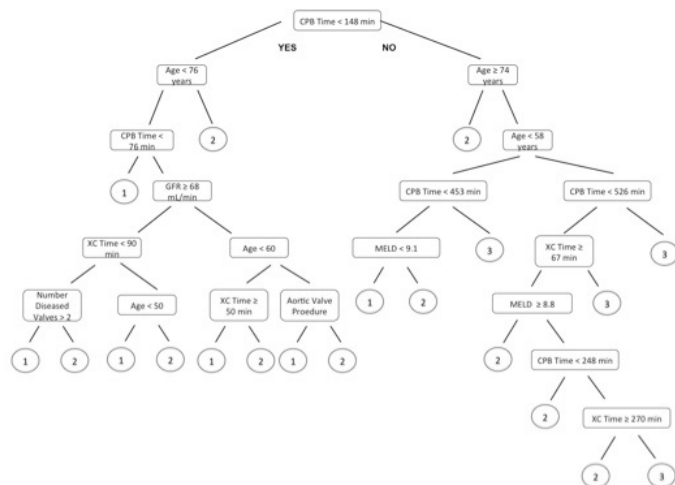 CPB Time < 148 min
YES
NO
Age < 76
years
Age ≥ 74
years
CPB Time <
76 min
2
2
Age < 58
years
1
GFR ≥ 68
mL/min
CPB Time < 453 min
CPB Time < 526 min
XC Time < 90
min
Age < 60
MELD < 9.1
3
XC Time ≥
67 min
3
Number
Diseased
Valves > 2
Age < 50
XC Time ≥
50 min
Aortic Valve
Proedure
1
2
MELD ≥ 8.8
3
1
2
1
2
1
2
1
2
2
CPB Time < 248 min
2
XC Time ≥ 270 min
2
3